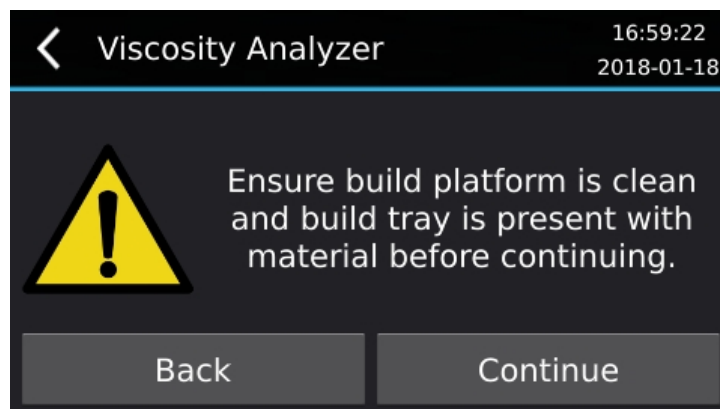 Viscosity Analyzer
16:59:22
2018-01-18
Ensure build platform is clean
and build tray is present with
material before continuing.
Back
Continue